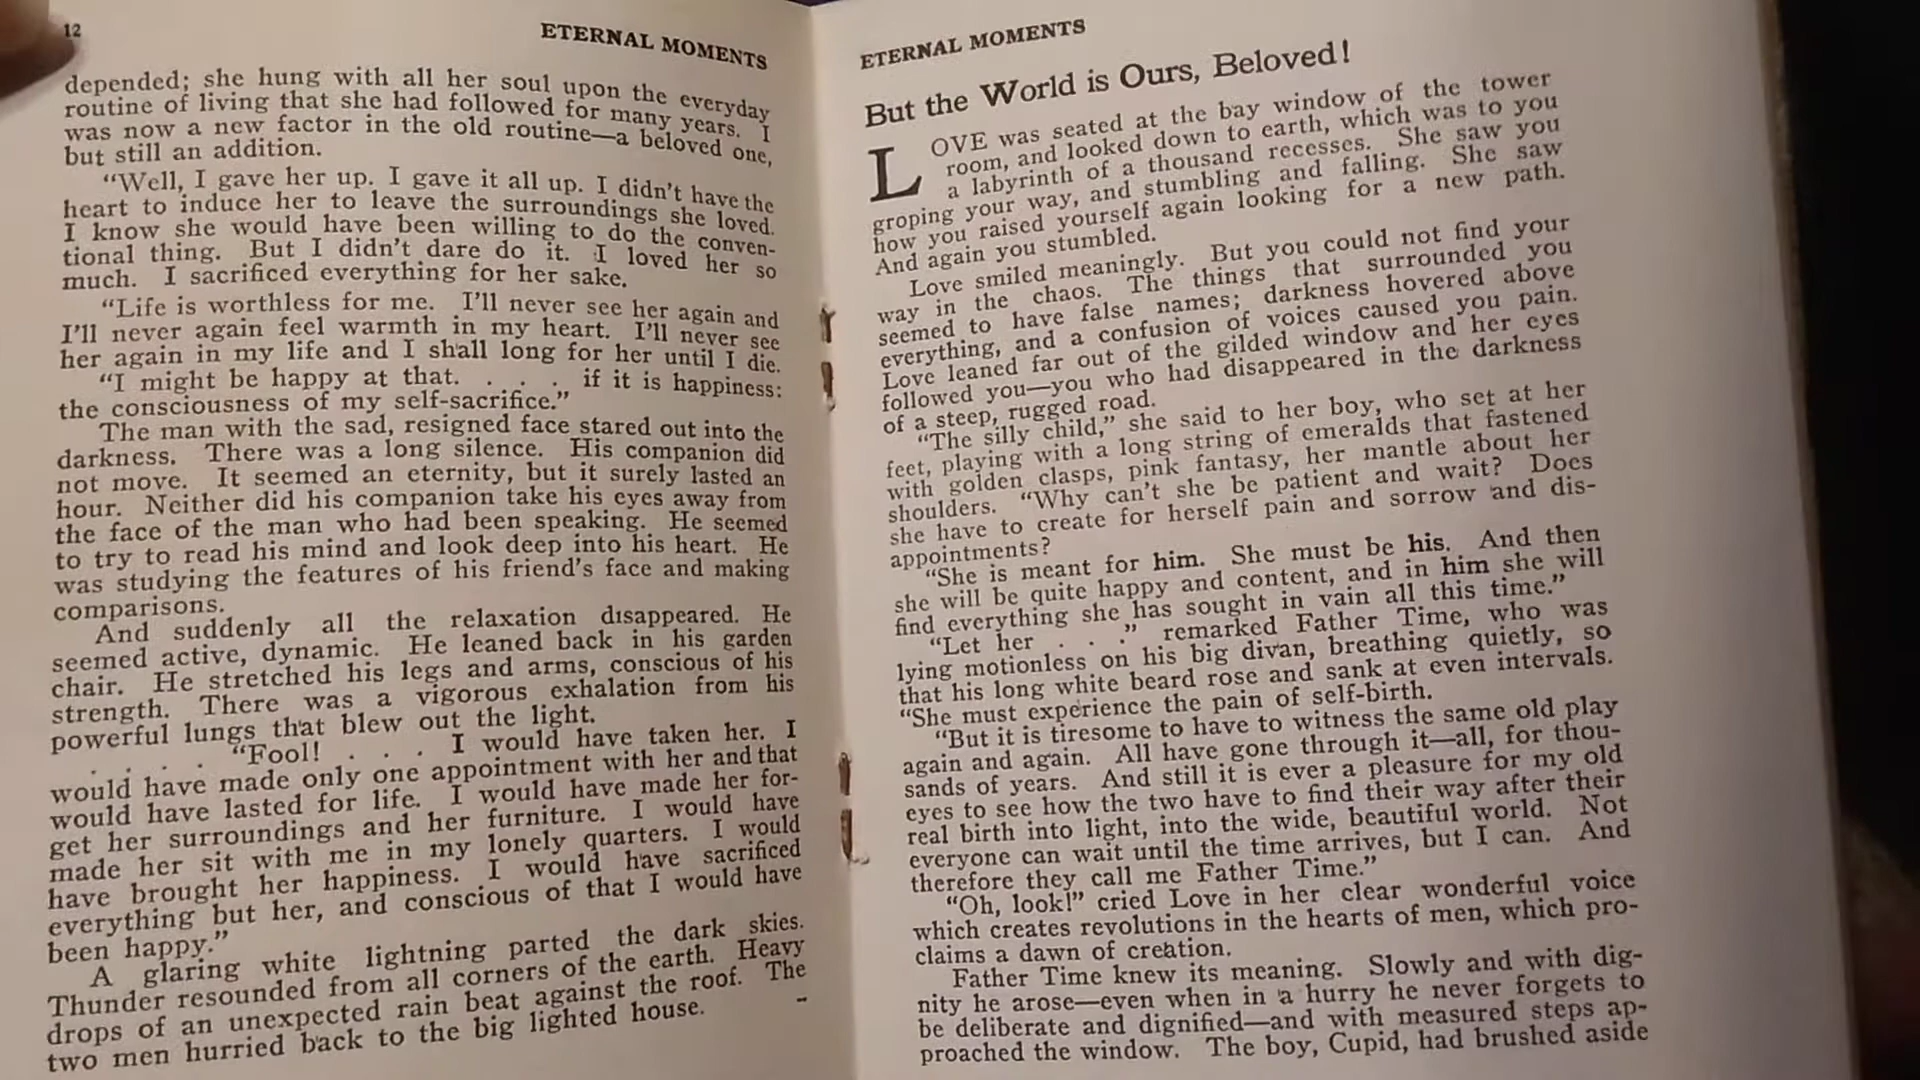 12
ETERNAL MOMENTS
depended; she hung with all her soul upon the everyday
routine of living that she had followed for many years. I
was now a new factor in the old routine—a beloved one,
but still an addition.
“Well, I gave her up. I gave it all up. I didn't have the
heart to induce her to leave the surroundings she loved.
I know she would have been willing to do the conven-
tional thing. But I didn't dare do it. I loved her so
much. I sacrificed everything for her sake.
“Life is worthless for me. I'll never see her again and
I'll never again feel warmth in my heart. I'll never see
her again in my life and I shall long for her until I die.
“I might be happy at that. . . . if it is happiness:
the consciousness of my self-sacrifice.”
The man with the sad, resigned face stared out into the
darkness. There was a long silence. His companion did
not move. It seemed an eternity, but it surely lasted an
hour. Neither did his companion take his eyes away from
the face of the man who had been speaking. He seemed
to try to read his mind and look deep into his heart. He
was studying the features of his friend's face and making
comparisons.
And suddenly all the relaxation disappeared. He
seemed active, dynamic. He leaned back in his garden
chair. He stretched his legs and arms, conscious of his
strength. There was a vigorous exhalation from his
powerful lungs that blew out the light.
. . . . “Fool! . . . I would have taken her. I
would have made only one appointment with her and that
would have lasted for life. I would have made her for-
get her surroundings and her furniture. I would have
made her sit with me in my lonely quarters. I would
have brought her happiness. I would have sacrificed
everything but her, and conscious of that I would have
been happy.”
A glaring white lightning parted the dark skies.
Thunder resounded from all corners of the earth. Heavy
drops of an unexpected rain beat against the roof. The
two men hurried back to the big lighted house.
ETERNAL MOMENTS
But the World is Ours, Beloved!
LOVE was seated at the bay window of the tower
room, and looked down to earth, which was to you
a labyrinth of a thousand recesses. She saw you
groping your way, and stumbling and falling. She saw
how you raised yourself again looking for a new path.
And again you stumbled.
Love smiled meaningly. But you could not find your
way in the chaos. The things that surrounded you
seemed to have false names; darkness hovered above
everything, and a confusion of voices caused you pain.
Love leaned far out of the gilded window and her eyes
followed you—you who had disappeared in the darkness
of a steep, rugged road.
“The silly child,” she said to her boy, who set at her
feet, playing with a long string of emeralds that fastened
with golden clasps, pink fantasy, her mantle about her
shoulders. “Why can't she be patient and wait? Does
she have to create for herself pain and sorrow and dis-
appointments?
“She is meant for him. She must be his. And then
she will be quite happy and content, and in him she will
find everything she has sought in vain all this time.”
“Let her . . .” remarked Father Time, who was
lying motionless on his big divan, breathing quietly, so
that his long white beard rose and sank at even intervals.
“She must experience the pain of self-birth.
“But it is tiresome to have to witness the same old play
again and again. All have gone through it—all, for thou-
sands of years. And still it is ever a pleasure for my old
eyes to see how the two have to find their way after their
real birth into light, into the wide, beautiful world. Not
everyone can wait until the time arrives, but I can. And
therefore they call me Father Time.”
“Oh, look!” cried Love in her clear wonderful voice
which creates revolutions in the hearts of men, which pro-
claims a dawn of creation.
Father Time knew its meaning. Slowly and with dig-
nity he arose—even when in a hurry he never forgets to
be deliberate and dignified—and with measured steps ap-
proached the window. The boy, Cupid, had brushed aside